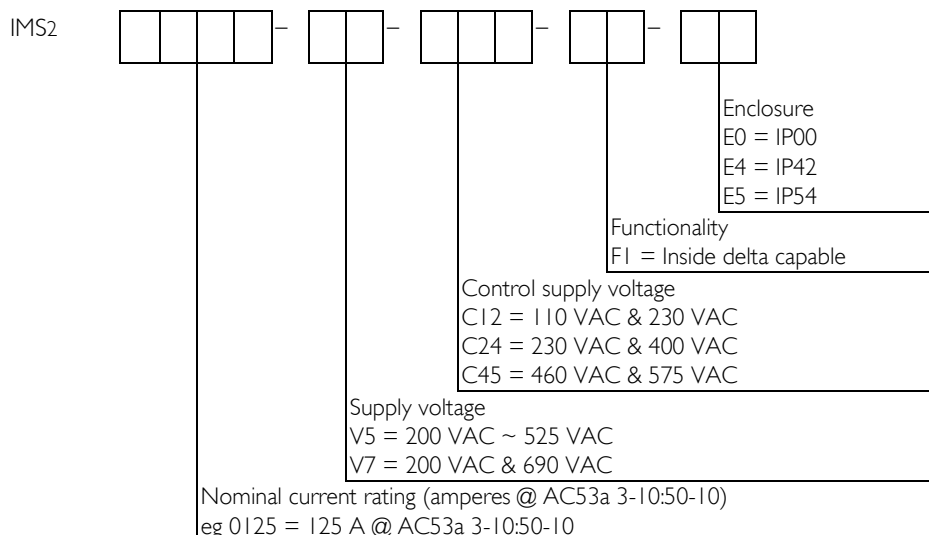 IMS2 - - - -
Enclosure
E0 = IP00
E4 = IP42
E5 = IP54
Functionality
F1 = Inside delta capable
Control supply voltage
C12 = 110 VAC & 230 VAC
C24 = 230 VAC & 400 VAC
C45 = 460 VAC & 575 VAC
Supply voltage
V5 = 200 VAC ~ 525 VAC
V7 = 200 VAC & 690 VAC
Nominal current rating (amperes @ AC53a 3-10:50-10)
eg 0125 = 125 A @ AC53a 3-10:50-10